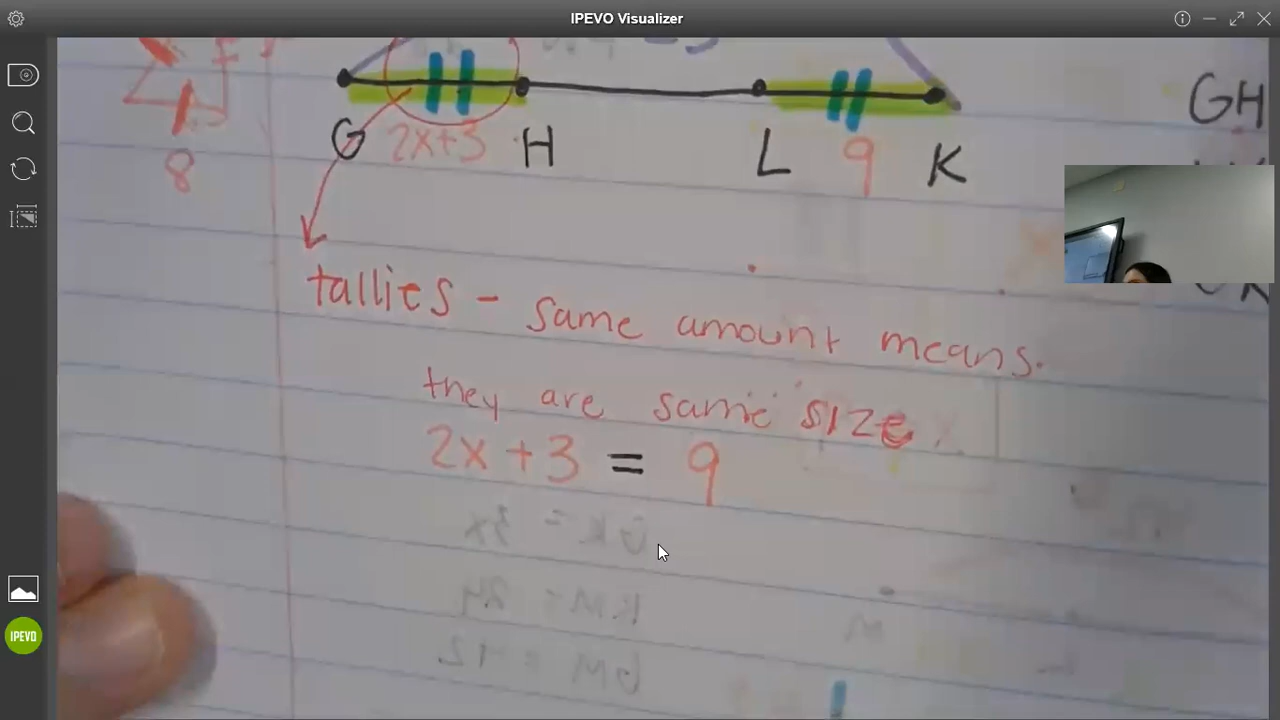 IPEVO Visualizer
GH
G 2x+3 H L 9 K
8
tallies - same amount means.
they are same size
2x + 3 = 9
IPEVO